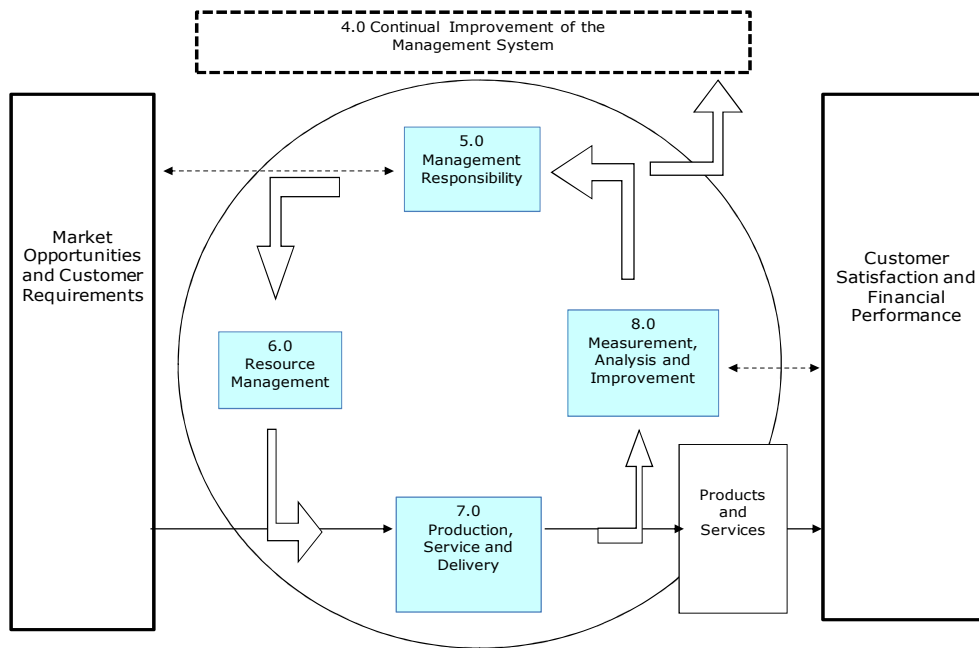 4.0 Continual Improvement of the
Management System
5.0
Management
Responsibility
Market
Opportunities
and Customer
Requirements
Customer
Satisfaction and
Financial
Performance
6.0
Resource
Management
8.0
Measurement,
Analysis and
Improvement
7.0
Production,
Service and
Delivery
Products
and
Services